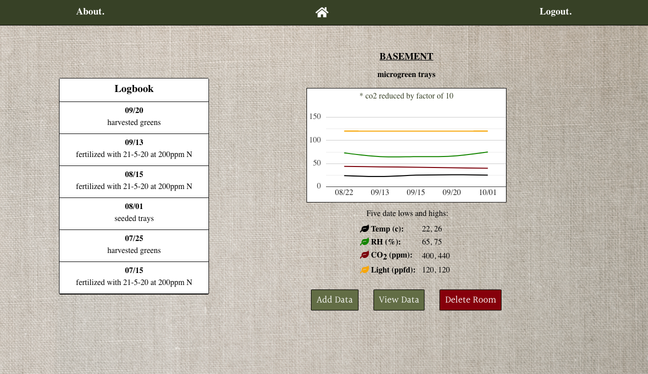 About.
Logout.
Logbook
09/20
harvested greens
09/13
fertilized with 21-5-20 at 200ppm N
08/15
fertilized with 21-5-20 at 200ppm N
08/01
seeded trays
07/25
harvested greens
07/15
fertilized with 21-5-20 at 200ppm N
BASEMENT
microgreen trays
* co2 reduced by factor of 10
150
100
50
0
08/22 09/13 09/15 09/20 10/01
Five date lows and highs:
Temp (c): 22, 26
RH (%): 65, 75
CO2 (ppm): 400, 440
Light (ppfd): 120, 120
Add Data
View Data
Delete Room